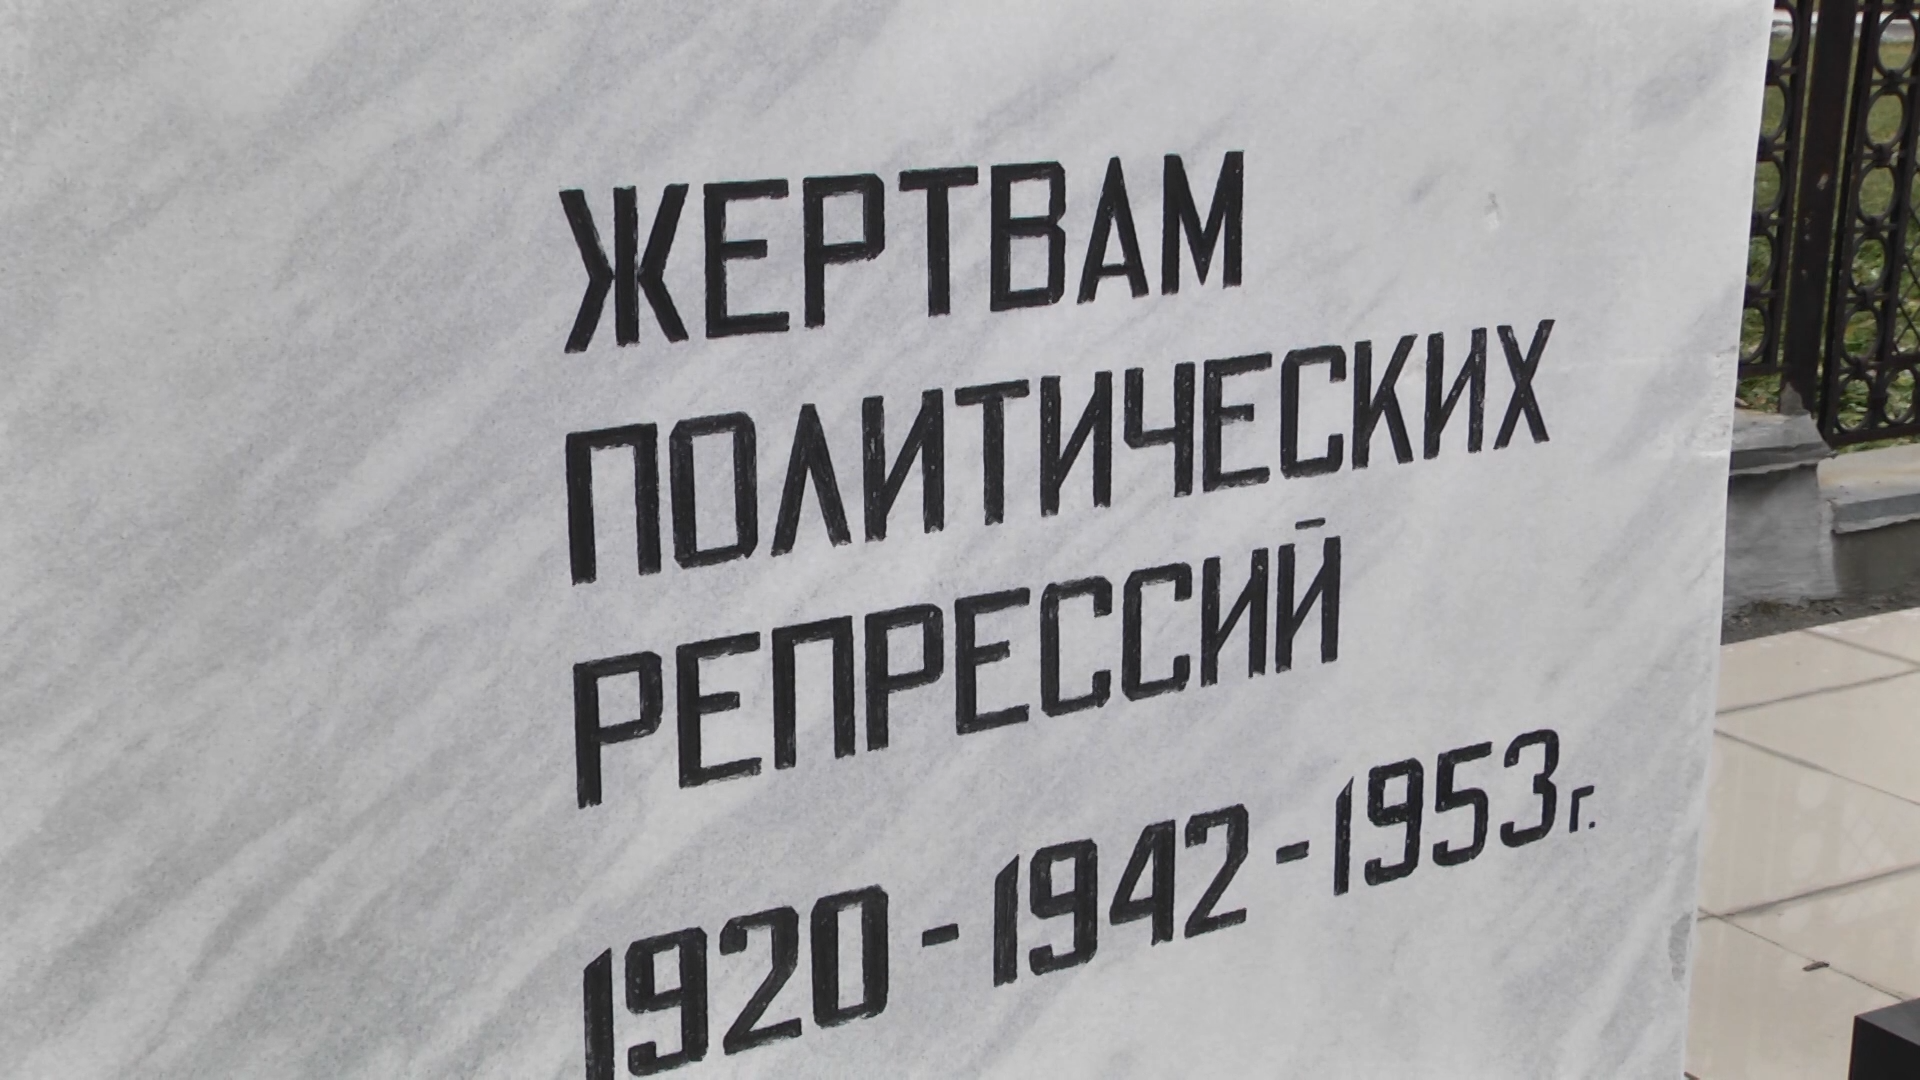 ЖЕРТВАМ
ПОЛИТИЧЕСКИХ
РЕПРЕССИЙ
1920-1942-1953г.